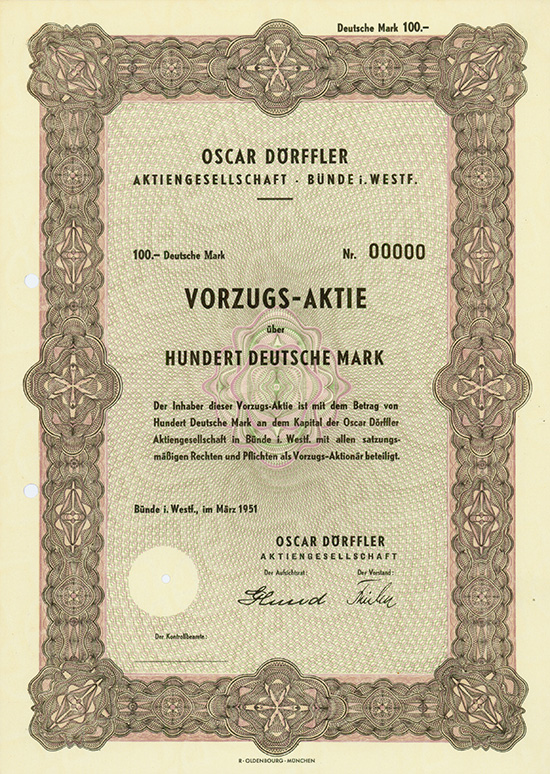 Deutsche Mark 100.–
OSCAR DÖRFFLER
AKTIENGESELLSCHAFT · BÜNDE i. WESTF.
100.– Deutsche Mark Nr. 00000
VORZUGS-AKTIE
über
HUNDERT DEUTSCHE MARK
Der Inhaber dieser Vorzugs-Aktie ist mit dem Betrag von
Hundert Deutsche Mark an dem Kapital der Oscar Dörffler
Aktiengesellschaft in Bünde i. Westf. mit allen satzungs-
mäßigen Rechten und Pflichten als Vorzugs-Aktionär beteiligt.
Bünde i. Westf., im März 1951
OSCAR DÖRFFLER
AKTIENGESELLSCHAFT
Der Aufsichtsrat: Der Vorstand:
Der Kontrollbeamte:
R·OLDENBOURG·MÜNCHEN